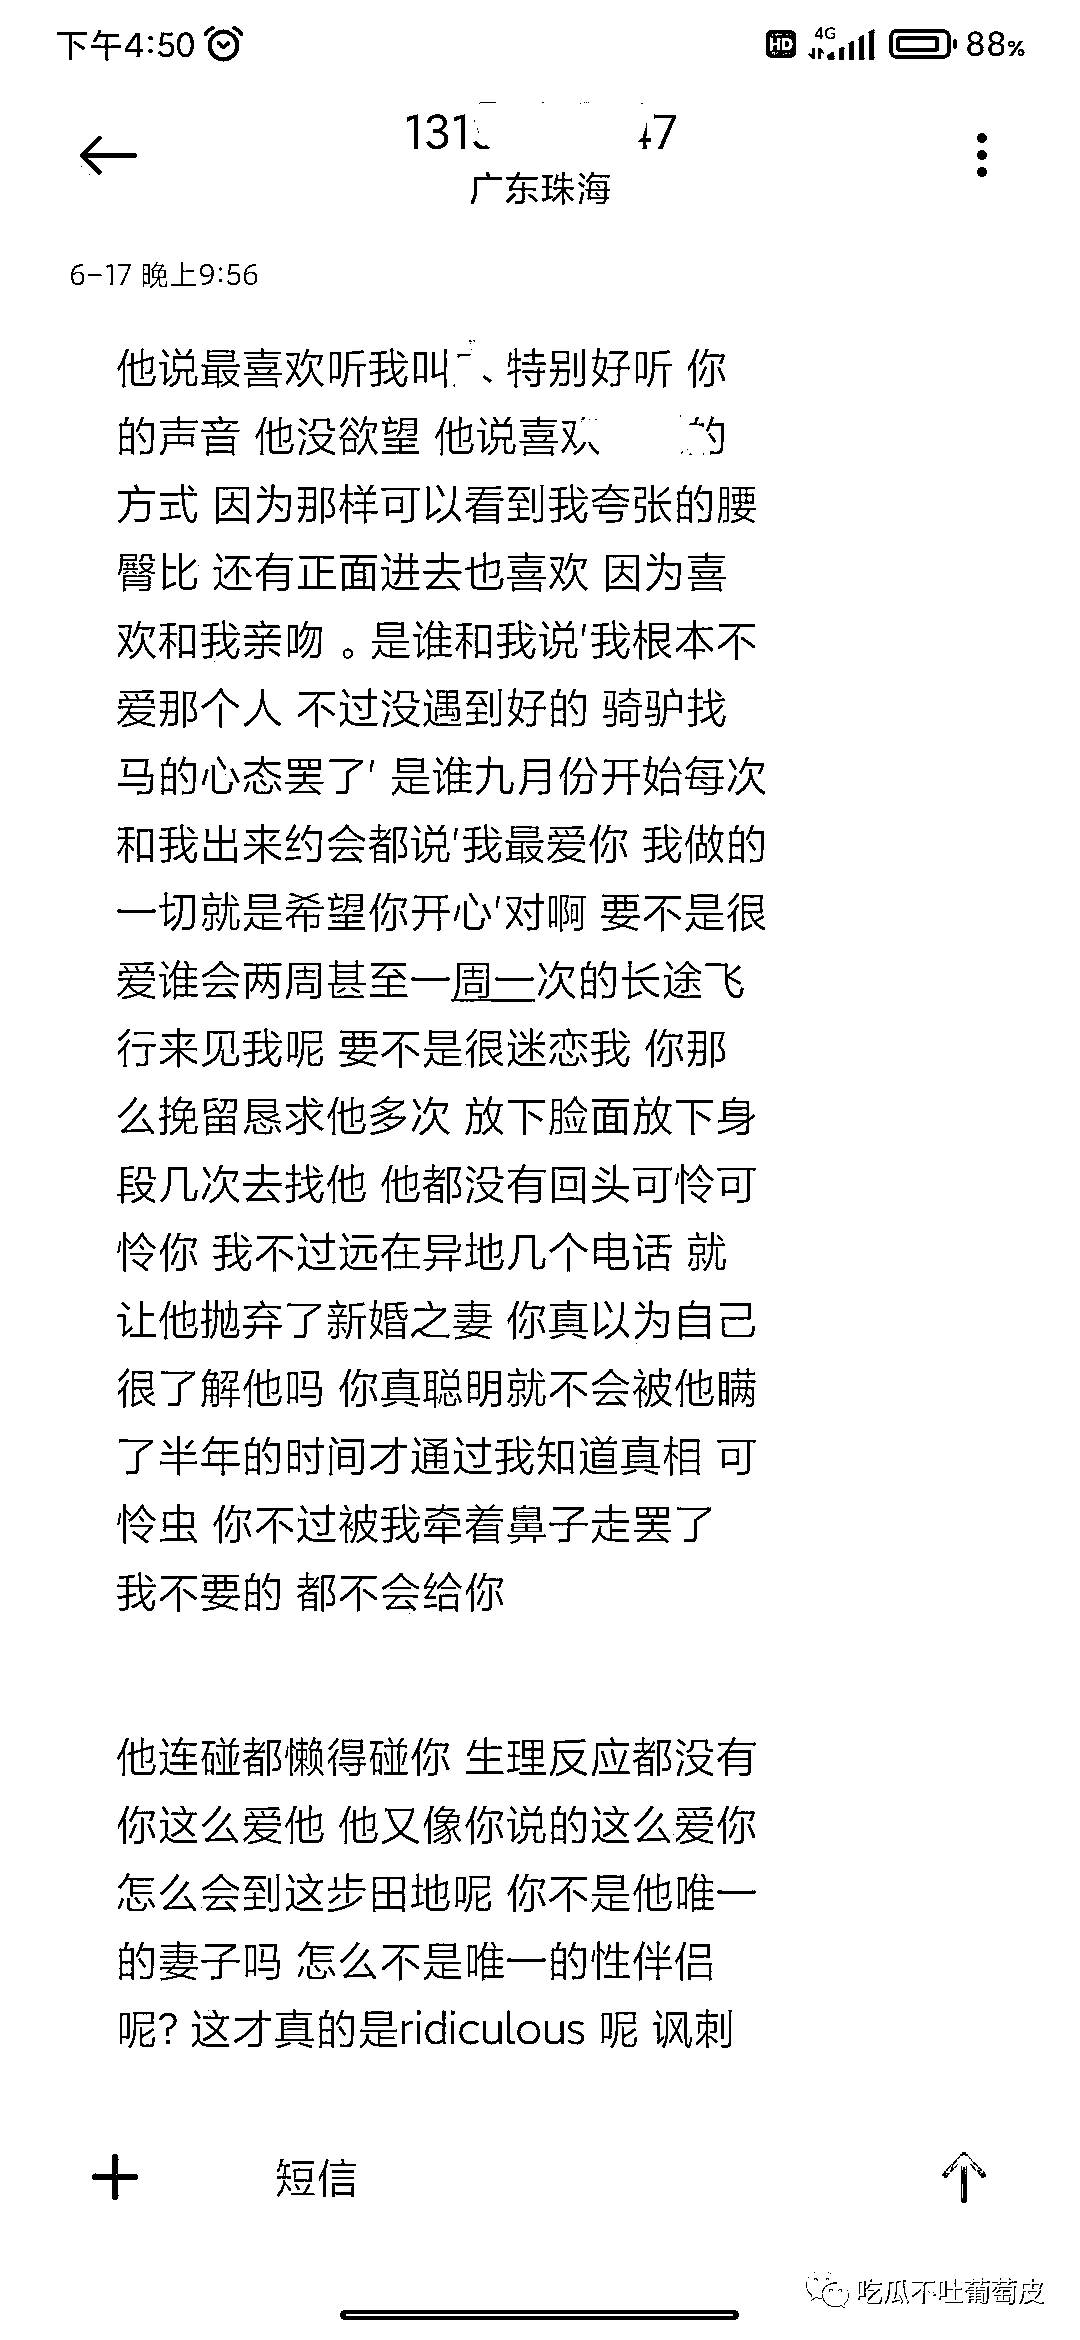 下午4:50
HD 4G 88%
131 47
广东珠海
6-17 晚上9:56
他说最喜欢听我叫 、特别好听 你
的声音 他没欲望 他说喜欢 的
方式 因为那样可以看到我夸张的腰
臀比 还有正面进去也喜欢 因为喜
欢和我亲吻 。是谁和我说'我根本不
爱那个人 不过没遇到好的 骑驴找
马的心态罢了' 是谁九月份开始每次
和我出来约会都说'我最爱你 我做的
一切就是希望你开心'对啊 要不是很
爱谁会两周甚至一周一次的长途飞
行来见我呢 要不是很迷恋我 你那
么挽留恳求他多次 放下脸面放下身
段几次去找他 他都没有回头可怜可
怜你 我不过远在异地几个电话 就
让他抛弃了新婚之妻 你真以为自己
很了解他吗 你真聪明就不会被他瞒
了半年的时间才通过我知道真相 可
怜虫 你不过被我牵着鼻子走罢了
我不要的 都不会给你
他连碰都懒得碰你 生理反应都没有
你这么爱他 他又像你说的这么爱你
怎么会到这步田地呢 你不是他唯一
的妻子吗 怎么不是唯一的性伴侣
呢? 这才真的是ridiculous 呢 讽刺
短信
吃瓜不吐葡萄皮